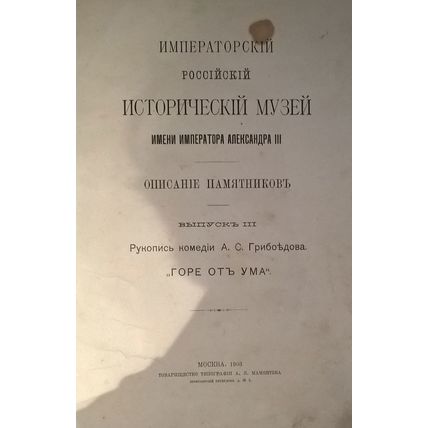 ИМПЕРАТОРСКІЙ
РОССІЙСКІЙ
ИСТОРИЧЕСКІЙ МУЗЕЙ
ИМЕНИ ИМПЕРАТОРА АЛЕКСАНДРА III
ОПИСАНІЕ ПАМЯТНИКОВЪ
ВЫПУСКЪ III
Рукопись комедіи А. С. Грибоѣдова.
„ГОРЕ ОТЪ УМА“.
МОСКВА. 1903
ТОВАРИЩЕСТВО ТИПОГРАФІИ А. И. МАМОНТОВА